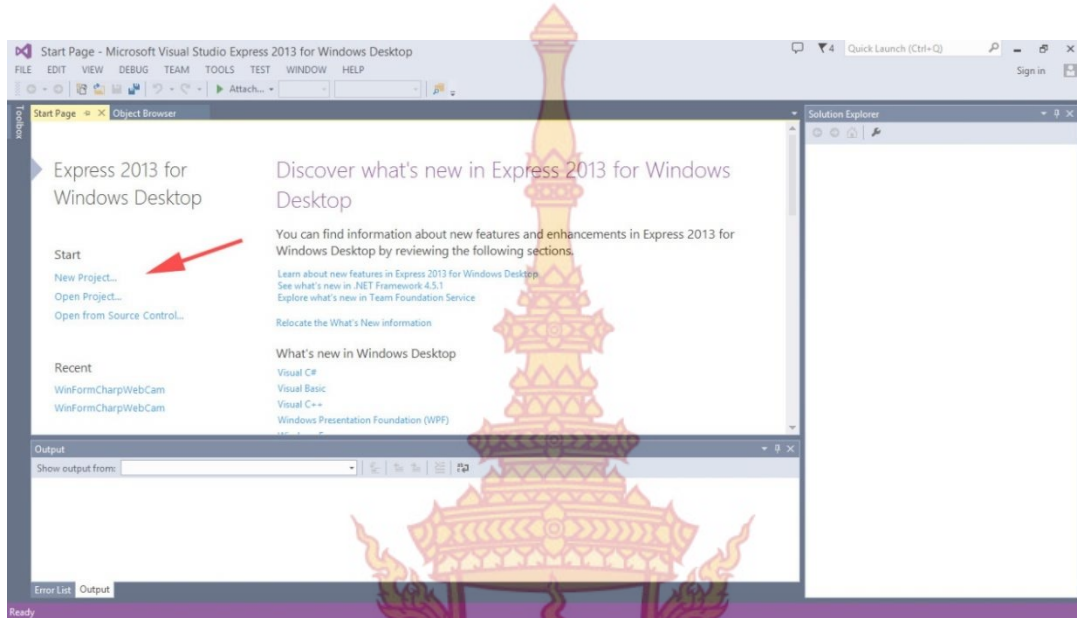 Start Page - Microsoft Visual Studio Express 2013 for Windows Desktop
4 Quick Launch (Ctrl+Q)
FILE EDIT VIEW DEBUG TEAM TOOLS TEST WINDOW HELP
Sign in
Attach...
Toolbox
Start Page Object Browser
Express 2013 for
Windows Desktop
Start
New Project...
Open Project...
Open from Source Control...
Recent
WinFormCharpWebCam
WinFormCharpWebCam
Discover what's new in Express 2013 for Windows
Desktop
You can find information about new features and enhancements in Express 2013 for
Windows Desktop by reviewing the following sections.
Learn about new features in Express 2013 for Windows Desktop
See what's new in .NET Framework 4.5.1
Explore what's new in Team Foundation Service
Relocate the What's New information
What's new in Windows Desktop
Visual C#
Visual Basic
Visual C++
Windows Presentation Foundation (WPF)
Solution Explorer
Output
Show output from:
Error List Output
Ready